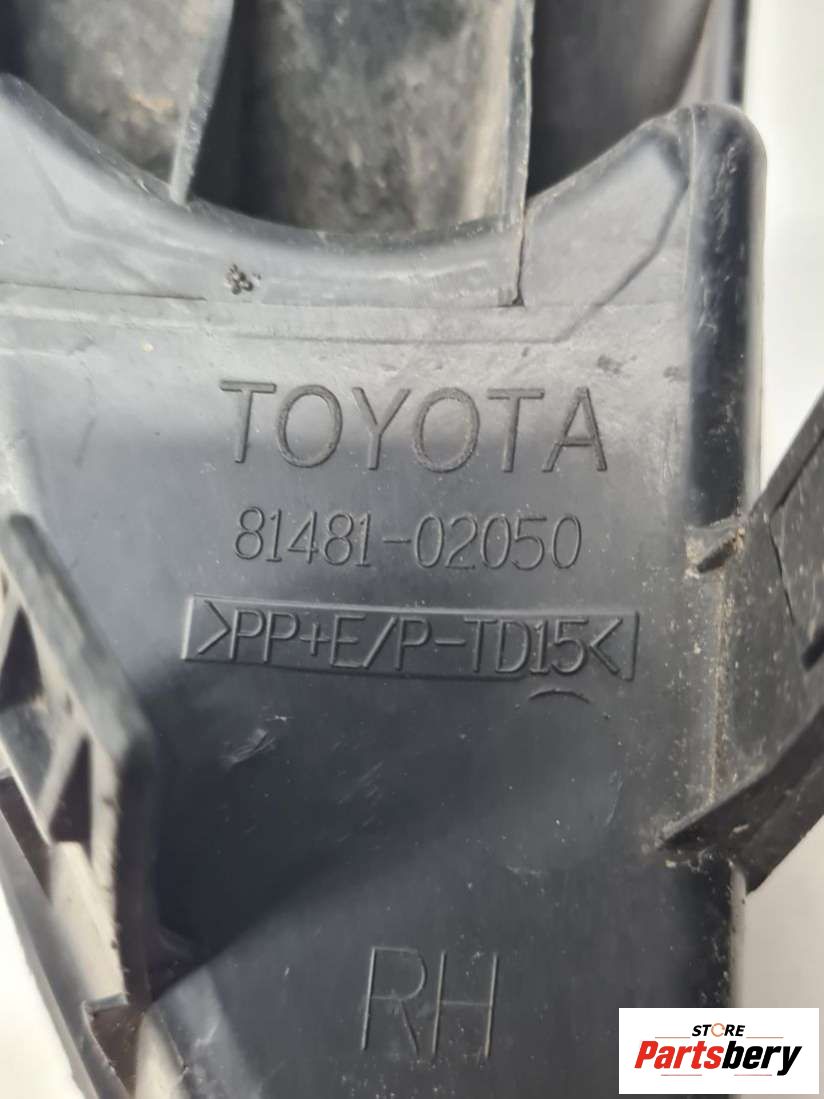 TOYOTA
81481-02050
>PP+E/P-TD15<
RH
STORE
Partsbery